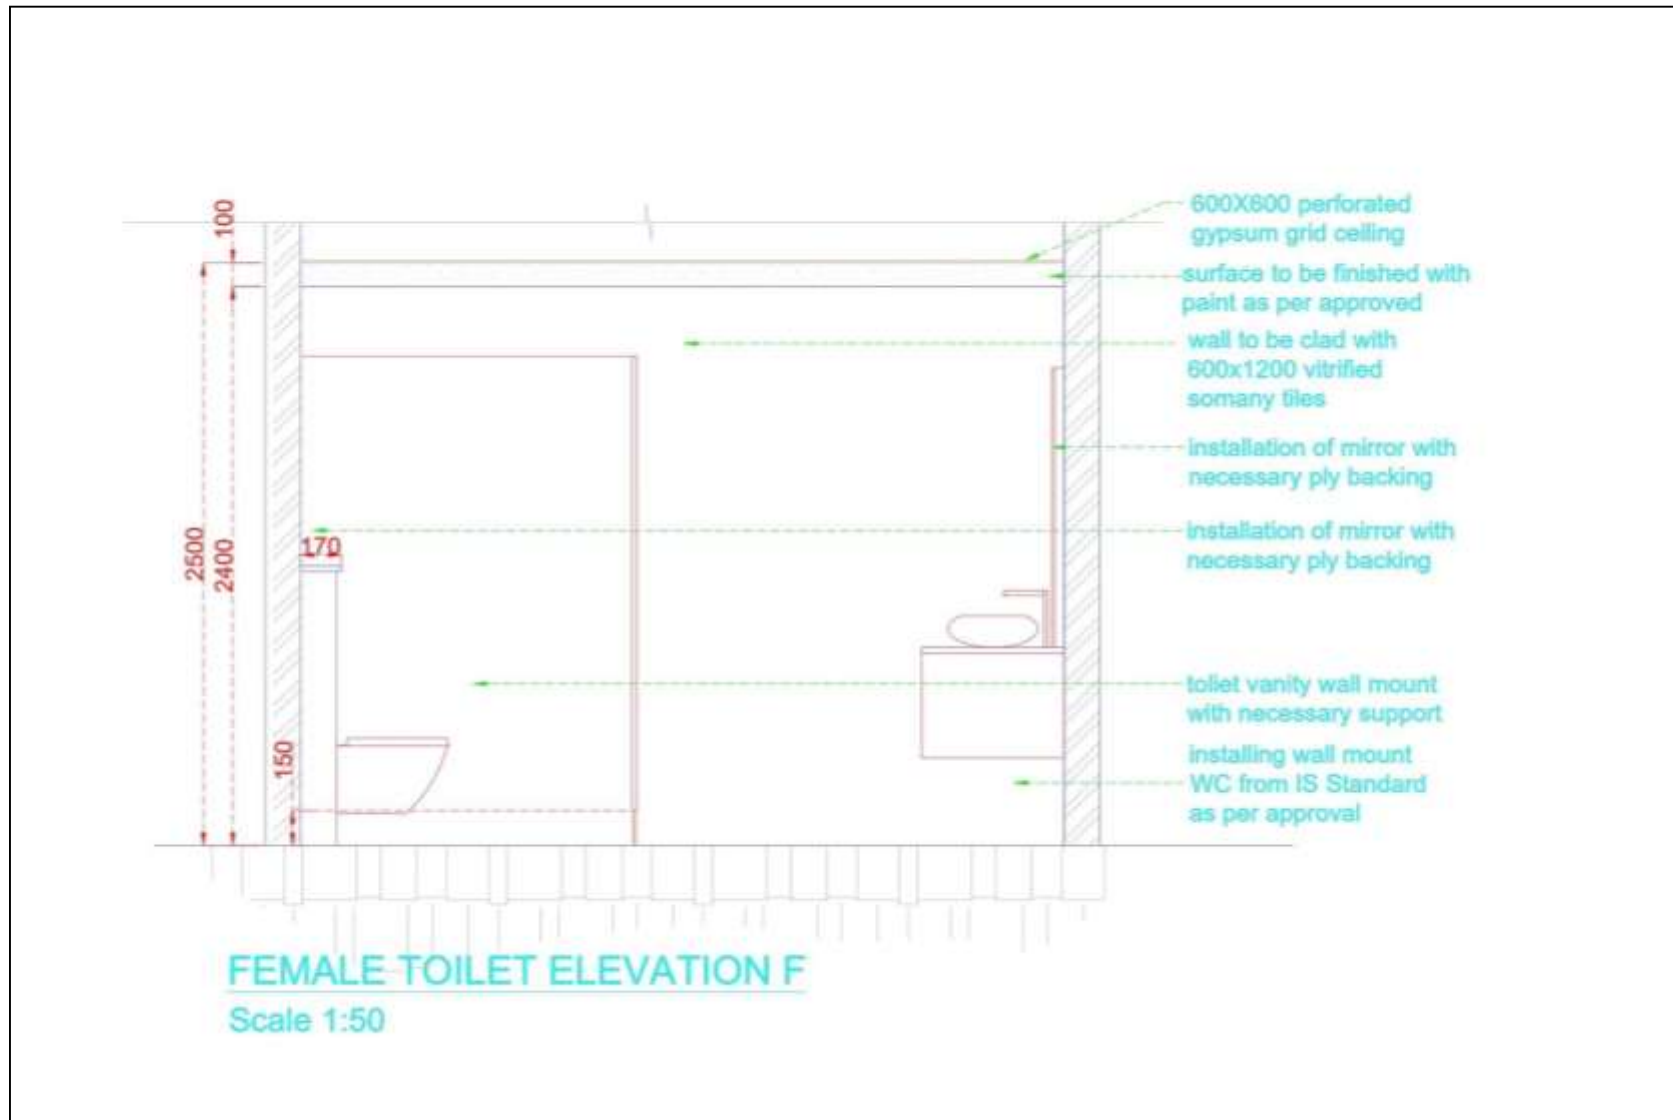 600X600 perforated
gypsum grid ceiling
surface to be finished with
paint as per approved
wall to be clad with
600x1200 vitrified
somany tiles
installation of mirror with
necessary ply backing
installation of mirror with
necessary ply backing
toliet vanity wall mount
with necessary support
installing wall mount
WC from IS Standard
as per approval
100
2500
2400
170
150
FEMALE TOILET ELEVATION F
Scale 1:50